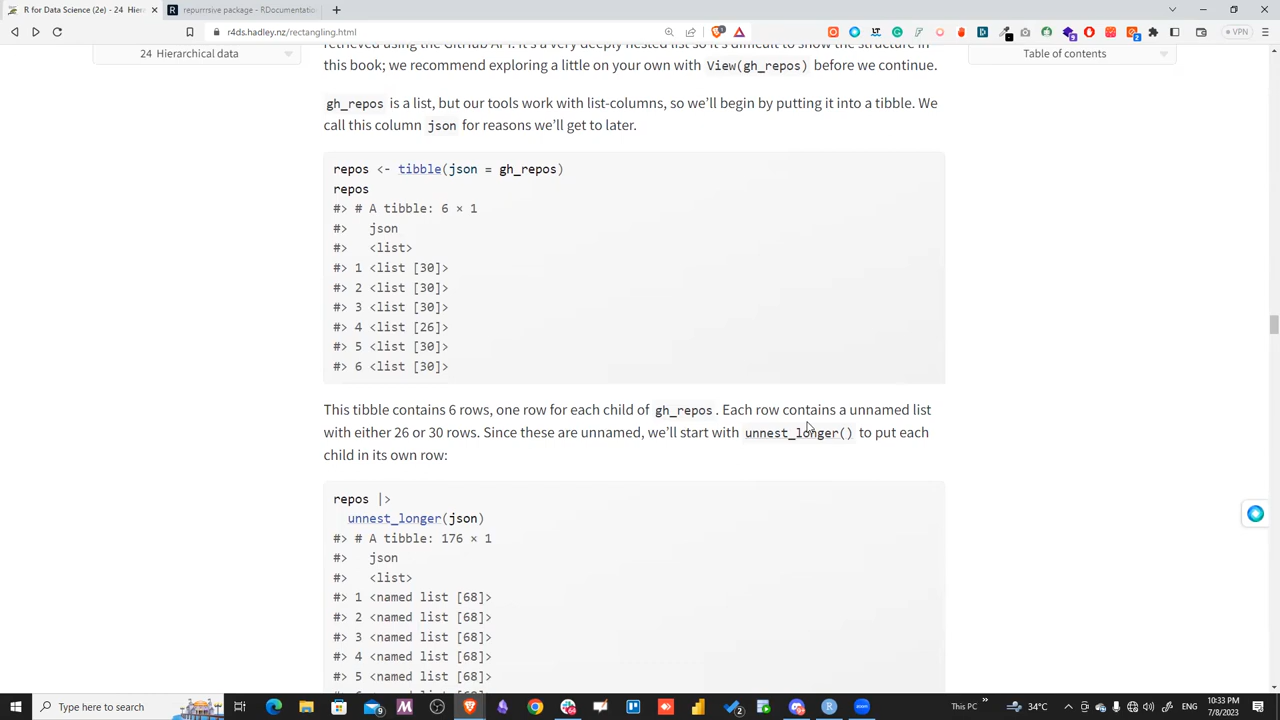 R for Data Science (2e) - 24 Hier
repurrrsive package - RDocumentation
r4ds.hadley.nz/rectangling.html
VPN
24 Hierarchical data
Table of contents
retrieved using the GitHub API. It's a very deeply nested list so it's difficult to show the structure in
this book; we recommend exploring a little on your own with View(gh_repos) before we continue.
gh_repos is a list, but our tools work with list-columns, so we'll begin by putting it into a tibble. We
call this column json for reasons we'll get to later.
repos <- tibble(json = gh_repos)
repos
#> # A tibble: 6 × 1
#>   json
#>   <list>
#> 1 <list [30]>
#> 2 <list [30]>
#> 3 <list [30]>
#> 4 <list [26]>
#> 5 <list [30]>
#> 6 <list [30]>
This tibble contains 6 rows, one row for each child of gh_repos. Each row contains a unnamed list
with either 26 or 30 rows. Since these are unnamed, we'll start with unnest_longer() to put each
child in its own row:
repos |>
  unnest_longer(json)
#> # A tibble: 176 × 1
#>   json
#>   <list>
#> 1 <named list [68]>
#> 2 <named list [68]>
#> 3 <named list [68]>
#> 4 <named list [68]>
#> 5 <named list [68]>
Type here to search
This PC
34°C
10:33 PM
7/8/2023